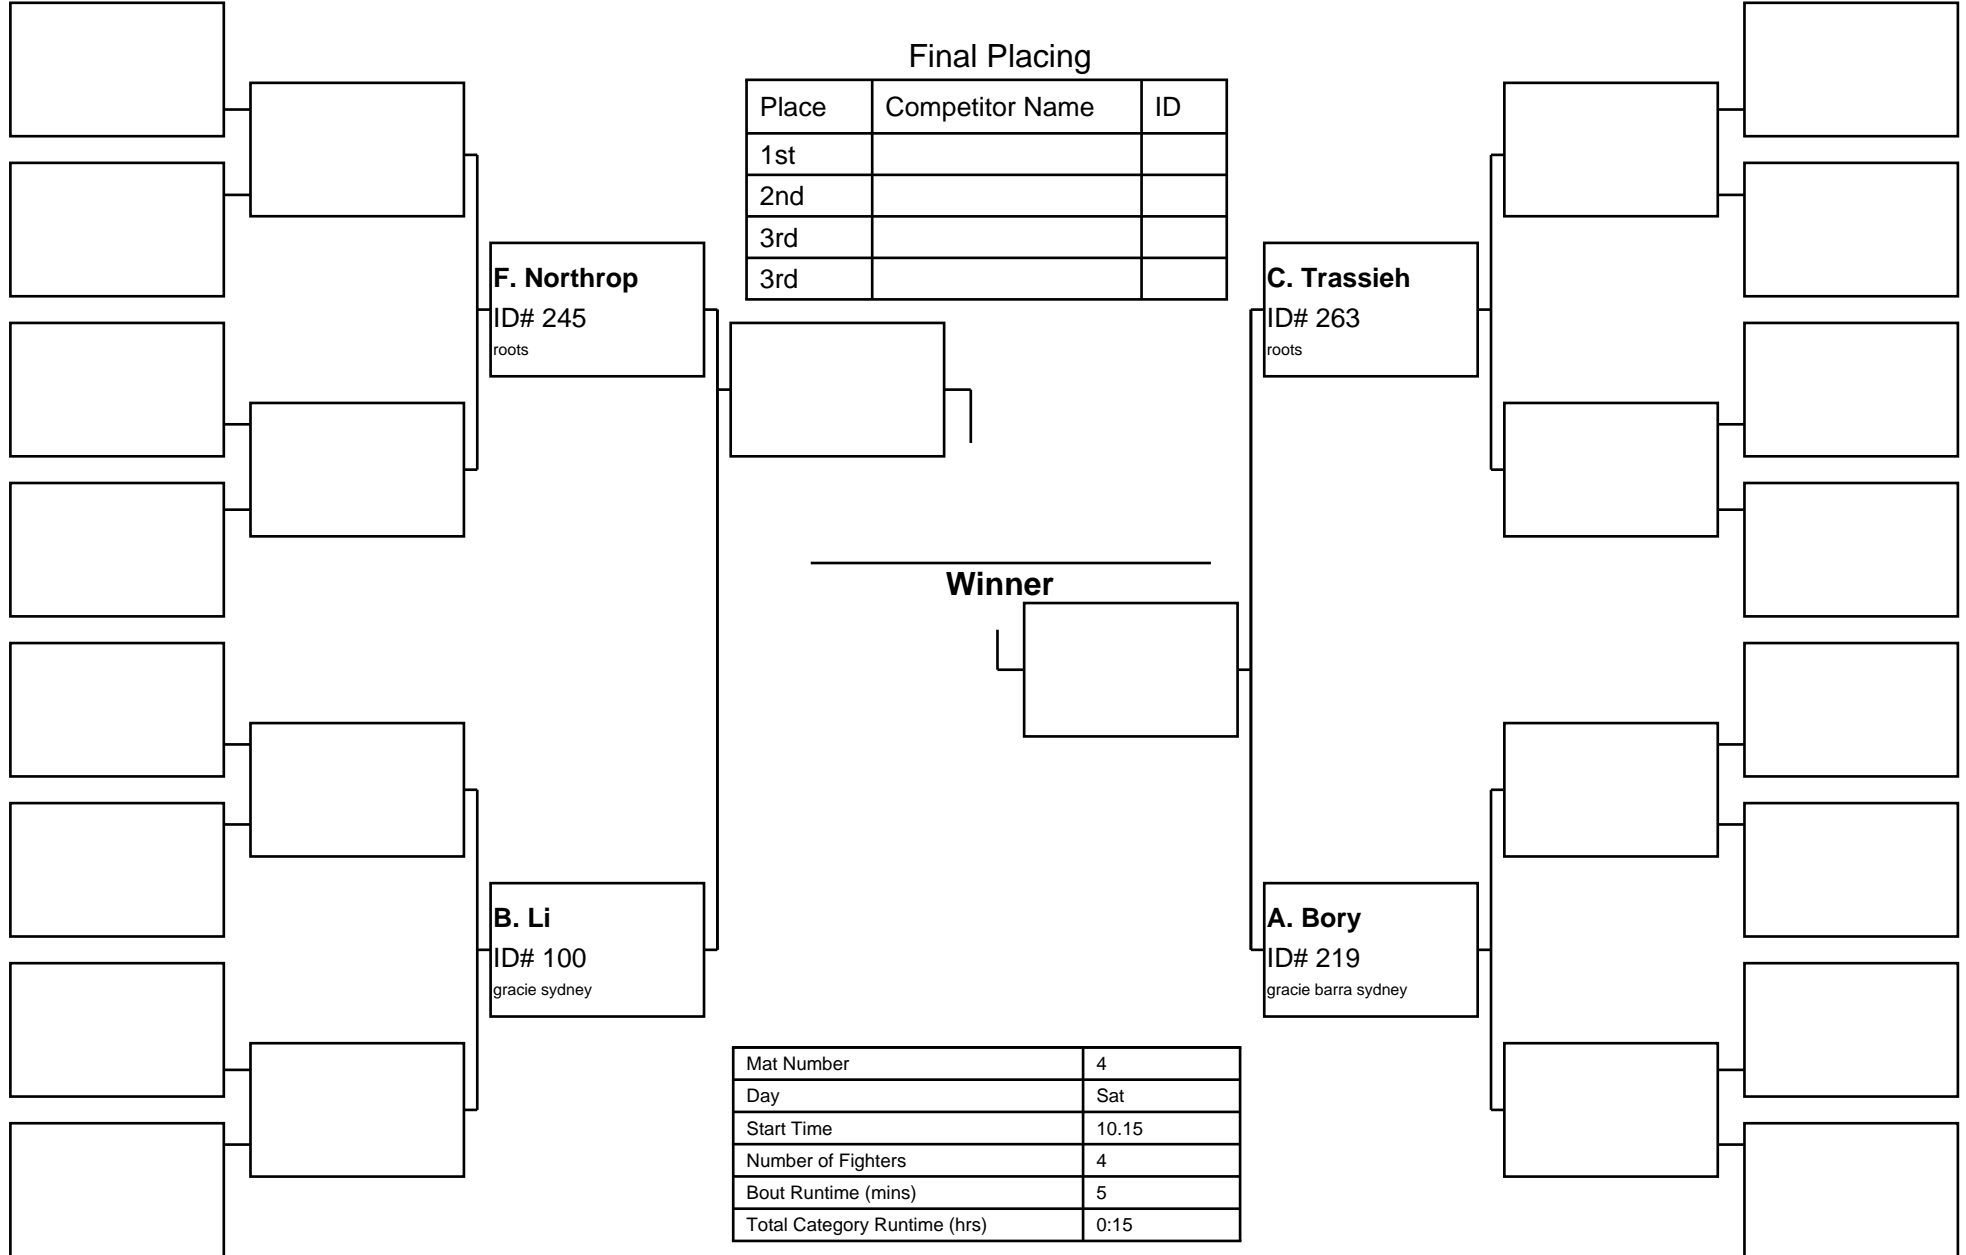 Final Placing
Place Competitor Name ID
1st
2nd
3rd
3rd
F. Northrop
ID# 245
roots
C. Trassieh
ID# 263
roots
Winner
B. Li
ID# 100
gracie sydney
A. Bory
ID# 219
gracie barra sydney
Mat Number 4
Day Sat
Start Time 10.15
Number of Fighters 4
Bout Runtime (mins) 5
Total Category Runtime (hrs) 0:15